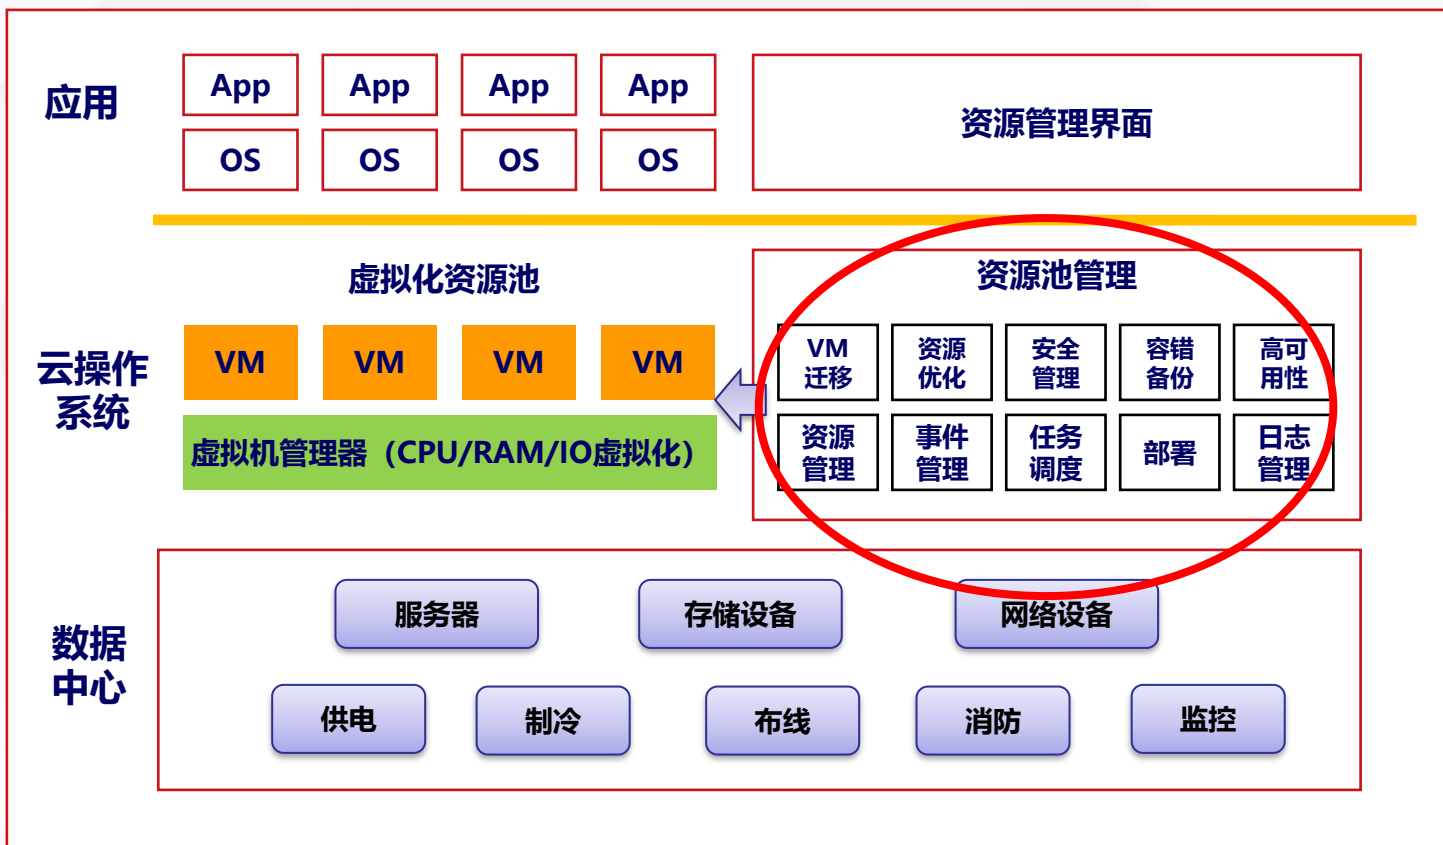 应用
App
App
App
App
OS
OS
OS
OS
资源管理界面
云操作
系统
虚拟化资源池
VM
VM
VM
VM
虚拟机管理器（CPU/RAM/IO虚拟化）
资源池管理
VM
迁移
资源
优化
安全
管理
容错
备份
高可
用性
资源
管理
事件
管理
任务
调度
部署
日志
管理
数据
中心
服务器
存储设备
网络设备
供电
制冷
布线
消防
监控